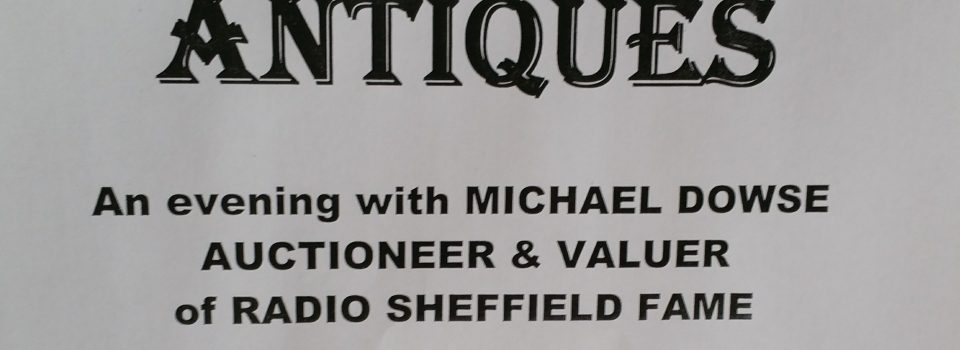 ANTIQUES
An evening with MICHAEL DOWSE
AUCTIONEER & VALUER
of RADIO SHEFFIELD FAME